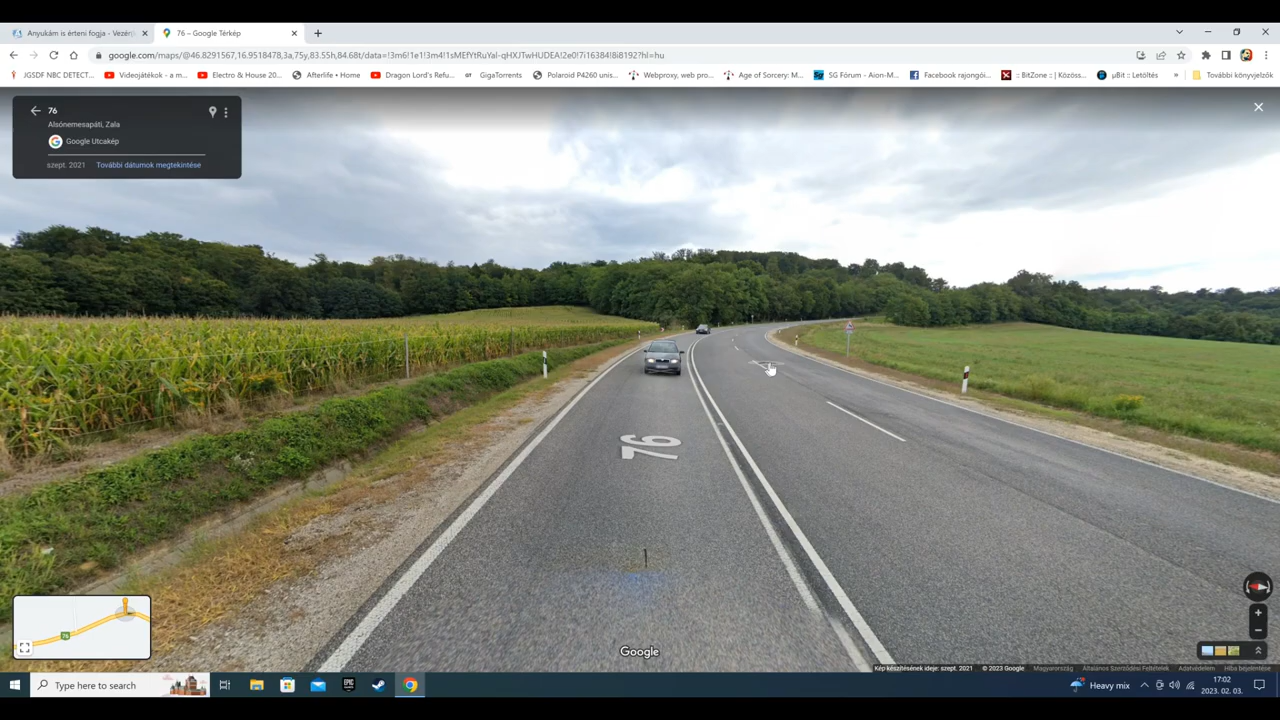 Anyukám is érteni fogja - Vezérő
76 – Google Térkép
google.com/maps/@46.8291567,16.9518478,3a,75y,83.55h,84.68t/data=!3m6!1e1!3m4!1sMEfYtRuYal-qHXJTwHUDEA!2e0!7i16384!8i8192?hl=hu
JGSDF NBC DETECT...
Videojátékok - a m...
Electro & House 20...
Afterlife • Home
Dragon Lord's Refu...
GigaTorrents
Polaroid P4260 unis...
Webproxy, web pro...
Age of Sorcery: M...
SG Fórum - Aion-M...
Facebook rajongói...
:: BitZone :: | Közöss...
µBit :: Letöltés
»
További könyvjelzők
76
Alsónemesapáti, Zala
Google Utcakép
szept. 2021 További dátumok megtekintése
76
76
Google
Kép készítésének ideje: szept. 2021 © 2023 Google Magyarország Általános Szerződési Feltételek Adatvédelem Hiba bejelentése
Type here to search
EPIC
Heavy mix
17:02
2023. 02. 03.